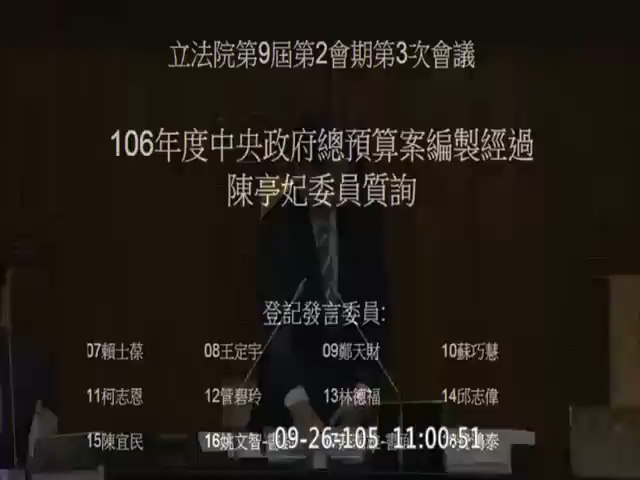 立法院第9屆第2會期第3次會議
106年度中央政府總預算案編製經過
陳亭妃委員質詢
登記發言委員:
07賴士葆 08王定宇 09鄭天財 10蘇巧慧
11柯志恩 12管碧玲 13林德福 14邱志偉
15陳宜民 16姚文智
09-26-105 11:00:51